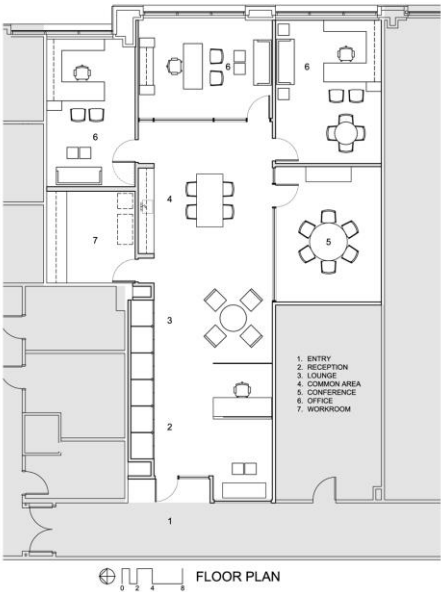 6
6
6
4
7
5
3
1. ENTRY
2. RECEPTION
3. LOUNGE
4. COMMON AREA
5. CONFERENCE
6. OFFICE
7. WORKROOM
2
1
FLOOR PLAN
0 2 4 8